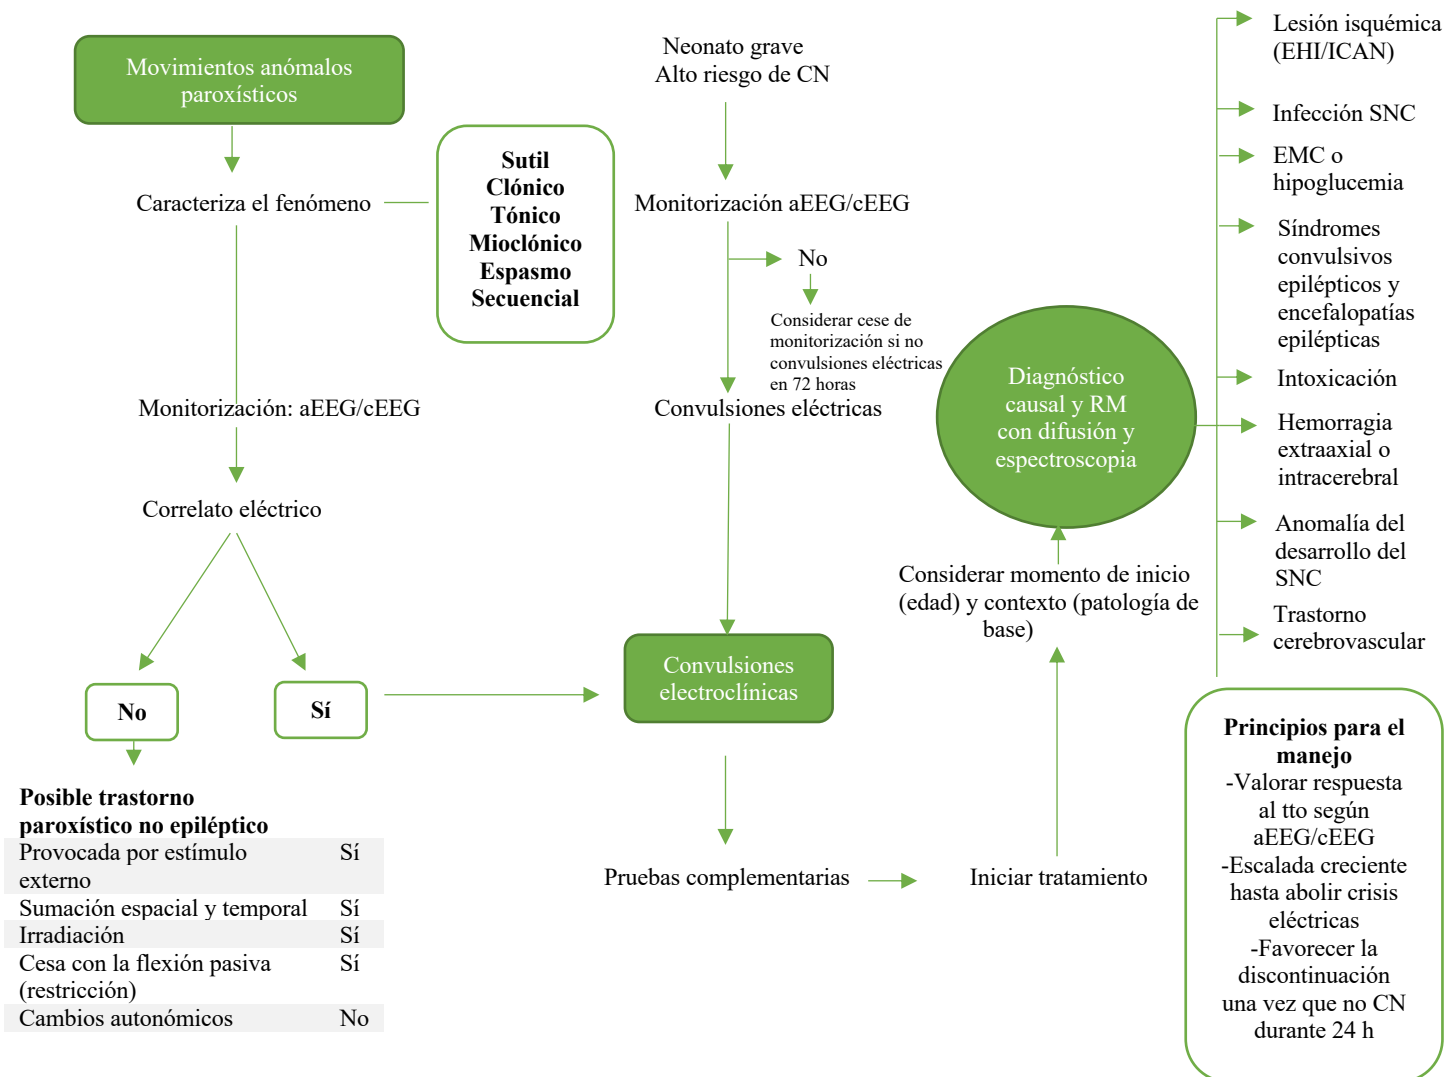 Movimientos anómalos
paroxísticos
Caracteriza el fenómeno
Sutil
Clónico
Tónico
Mioclónico
Espasmo
Secuencial
Monitorización: aEEG/cEEG
Correlato eléctrico
No
Sí
Posible trastorno
paroxístico no epiléptico
Provocada por estímulo Sí
externo
Sumación espacial y temporal Sí
Irradiación Sí
Cesa con la flexión pasiva Sí
(restricción)
Cambios autonómicos No
Neonato grave
Alto riesgo de CN
Monitorización aEEG/cEEG
No
Considerar cese de
monitorización si no
convulsiones eléctricas
en 72 horas
Convulsiones eléctricas
Convulsiones
electroclínicas
Pruebas complementarias
Iniciar tratamiento
Considerar momento de inicio
(edad) y contexto (patología de
base)
Diagnóstico
causal y RM
con difusión y
espectroscopia
Lesión isquémica
(EHI/ICAN)
Infección SNC
EMC o
hipoglucemia
Síndromes
convulsivos
epilépticos y
encefalopatías
epilépticas
Intoxicación
Hemorragia
extraaxial o
intracerebral
Anomalía del
desarrollo del
SNC
Trastorno
cerebrovascular
Principios para el
manejo
-Valorar respuesta
al tto según
aEEG/cEEG
-Escalada creciente
hasta abolir crisis
eléctricas
-Favorecer la
discontinuación
una vez que no CN
durante 24 h